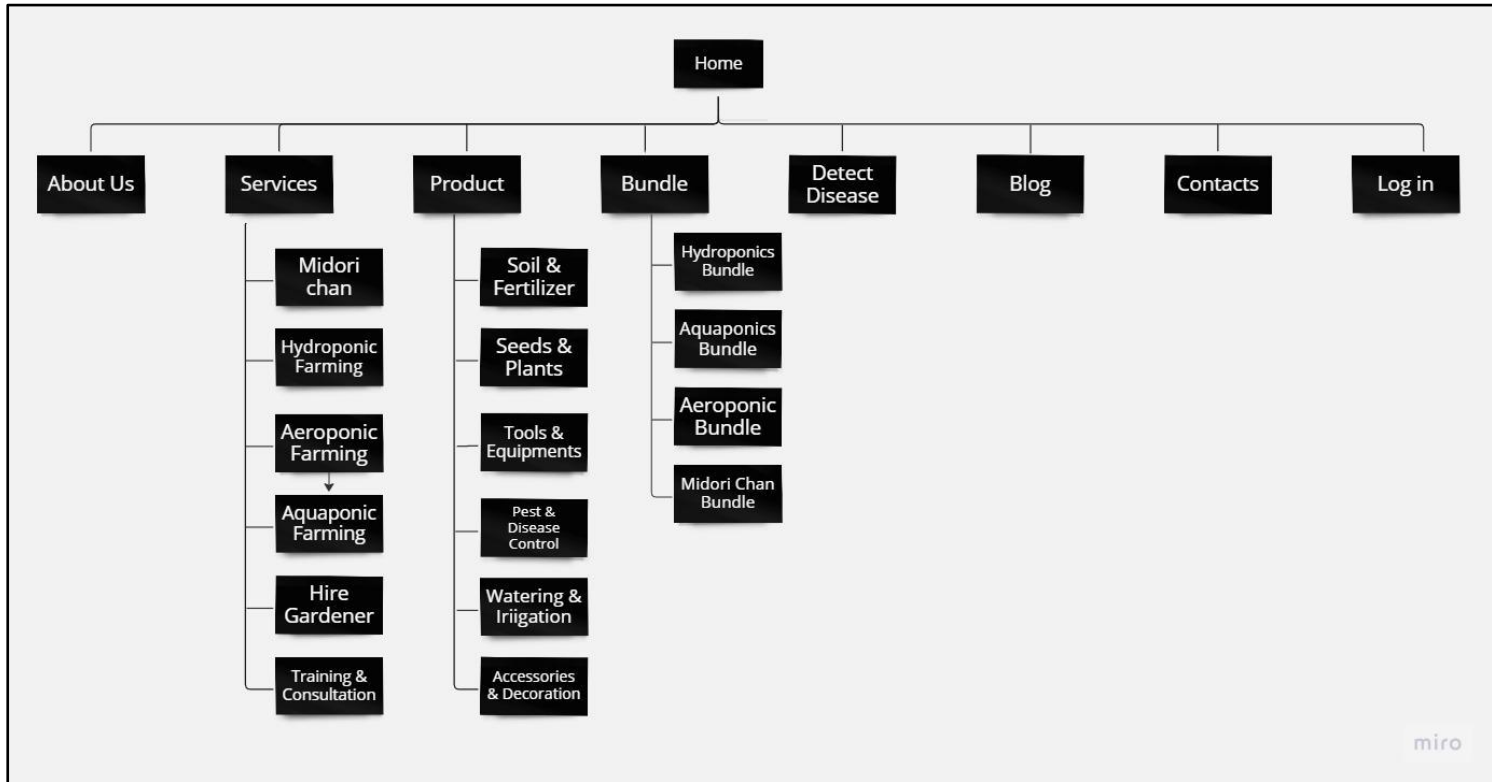 Home
About Us
Services
Product
Bundle
Detect
Disease
Blog
Contacts
Log in
Midori
chan
Hydroponic
Farming
Aeroponic
Farming
Aquaponic
Farming
Hire
Gardener
Training &
Consultation
Soil &
Fertilizer
Seeds &
Plants
Tools &
Equipments
Pest &
Disease
Control
Watering &
Iriigation
Accessories
& Decoration
Hydroponics
Bundle
Aquaponics
Bundle
Aeroponic
Bundle
Midori Chan
Bundle
miro